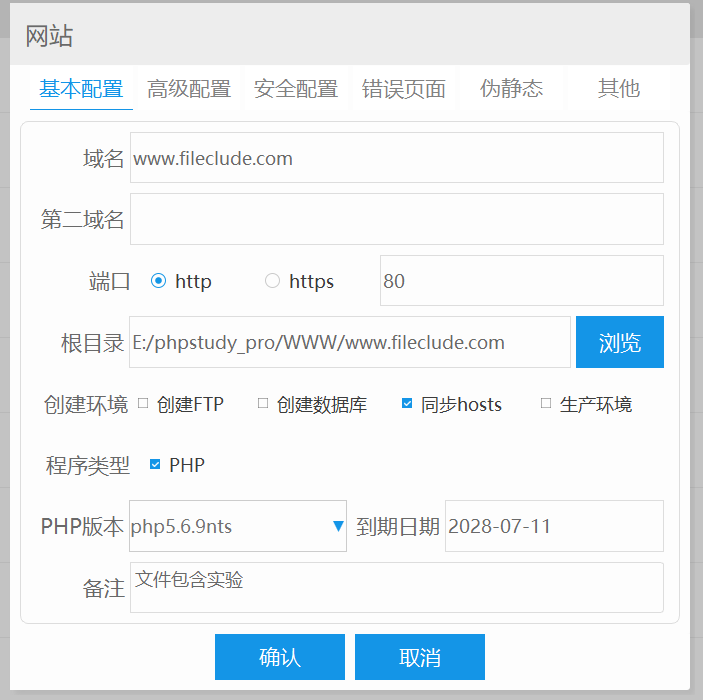 网站
基本配置 高级配置 安全配置 错误页面 伪静态 其他
域名 www.fileclude.com
第二域名
端口 http https 80
根目录 E:/phpstudy_pro/WWW/www.fileclude.com 浏览
创建环境 创建FTP 创建数据库 同步hosts 生产环境
程序类型 PHP
PHP版本 php5.6.9nts 到期日期 2028-07-11
备注 文件包含实验
确认 取消